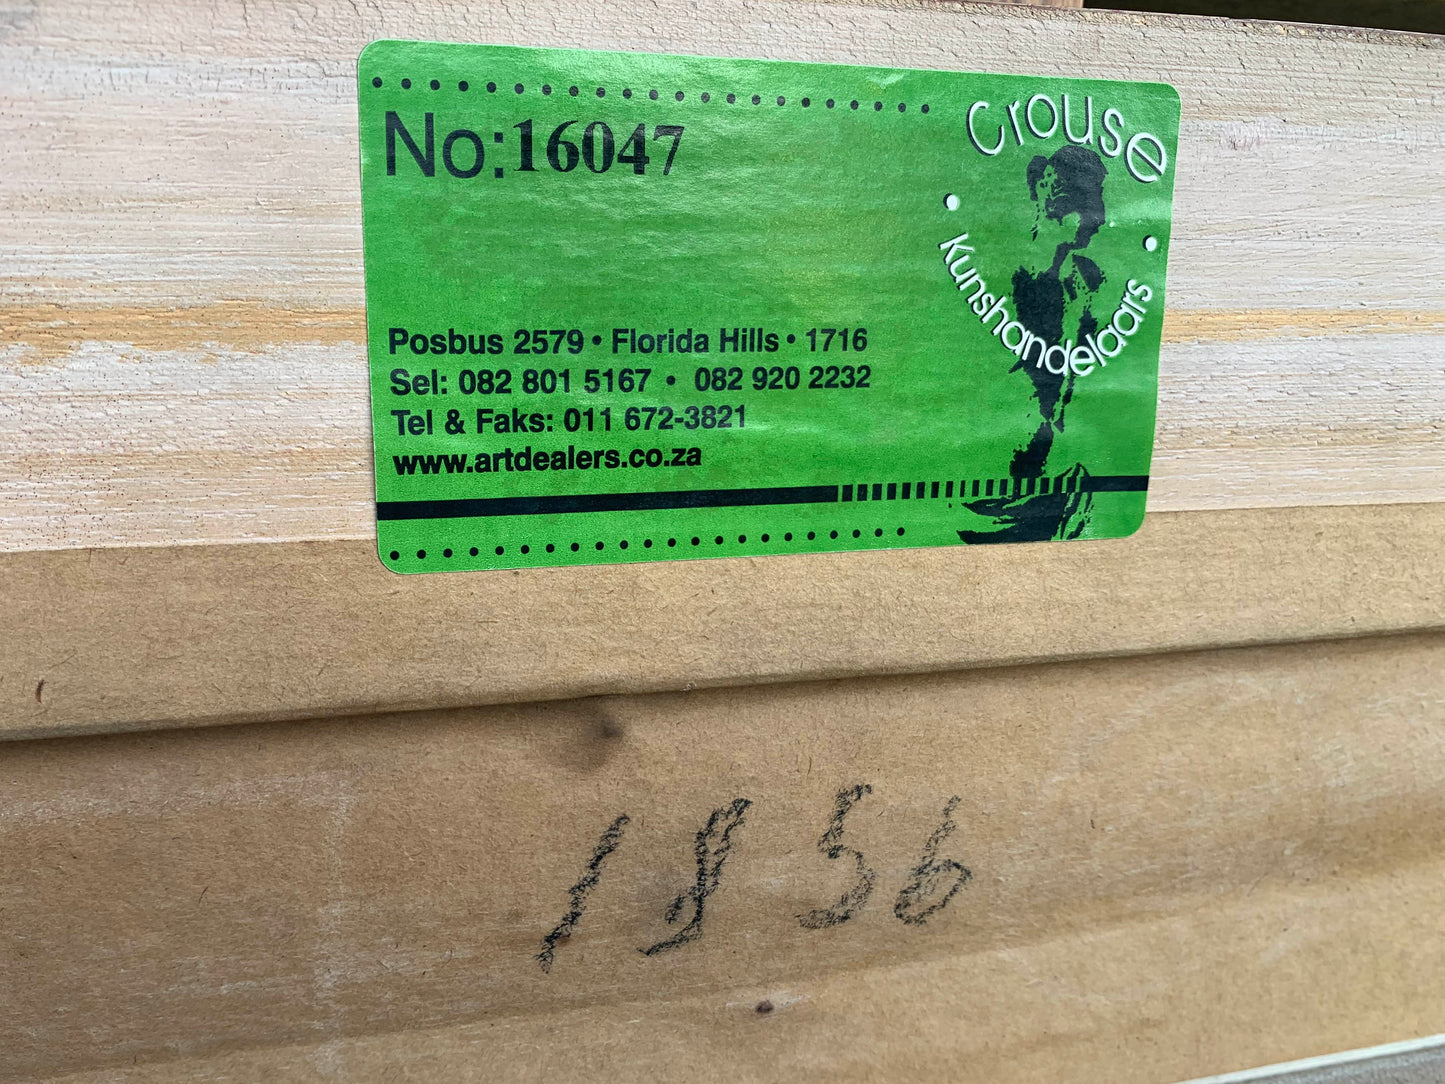 No:16047
Crouse
• Kunshandelaars •
Posbus 2579 • Florida Hills • 1716
Sel: 082 801 5167 • 082 920 2232
Tel & Faks: 011 672-3821
www.artdealers.co.za
1856